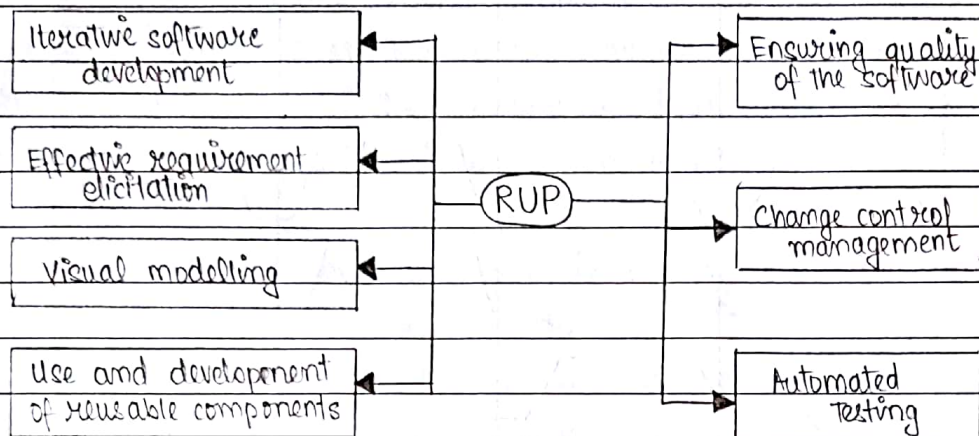 Iterative software
development
Effective requirement
elicitation
Visual modelling
Use and development
of reusable components
RUP
Ensuring quality
of the software
Change control
management
Automated
Testing